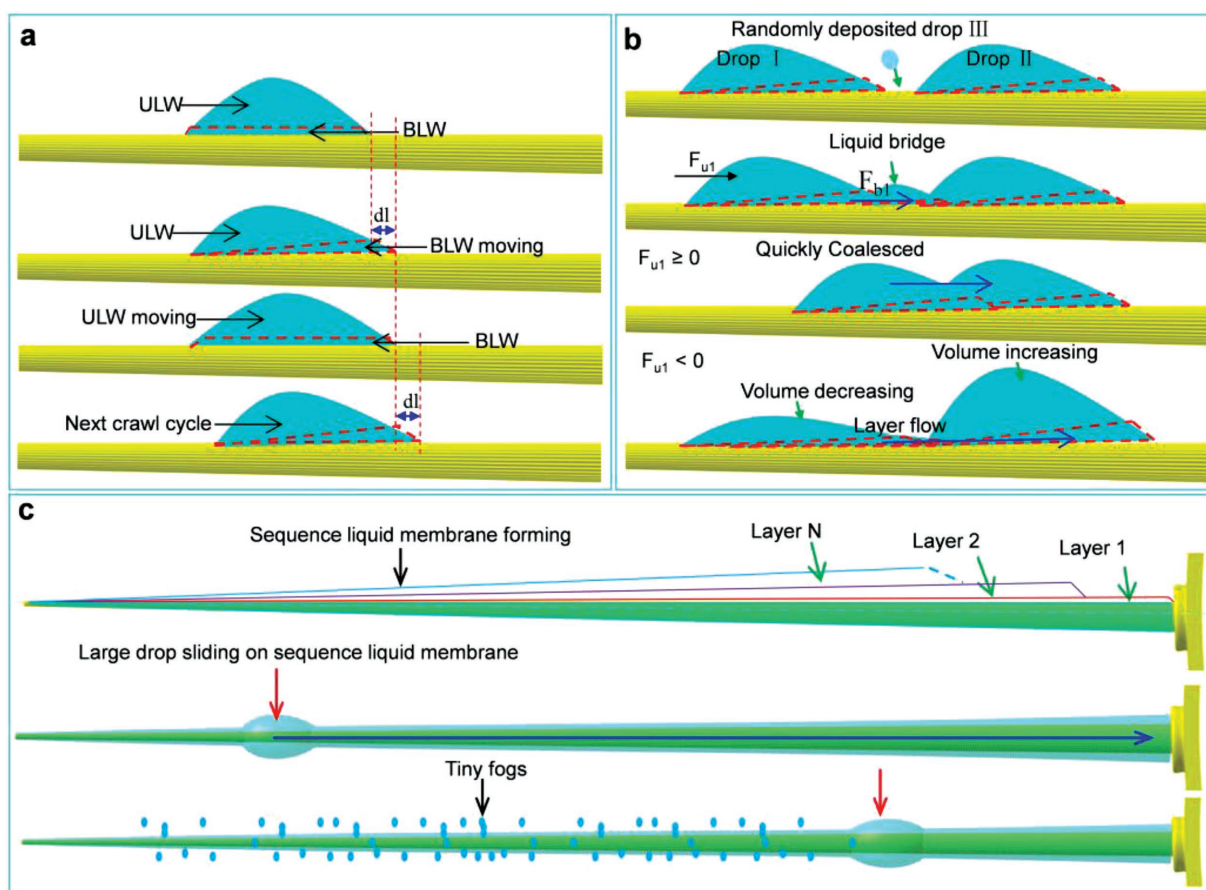 a
ULW
BLW
dl
ULW
BLW moving
ULW moving
BLW
dl
Next crawl cycle
b
Randomly deposited drop III
Drop I
Drop II
Liquid bridge
Fu1
Fb1
Fu1 ≥ 0
Quickly Coalesced
Fu1 < 0
Volume increasing
Volume decreasing
Layer flow
c
Sequence liquid membrane forming
Layer N
Layer 2
Layer 1
Large drop sliding on sequence liquid membrane
Tiny fogs